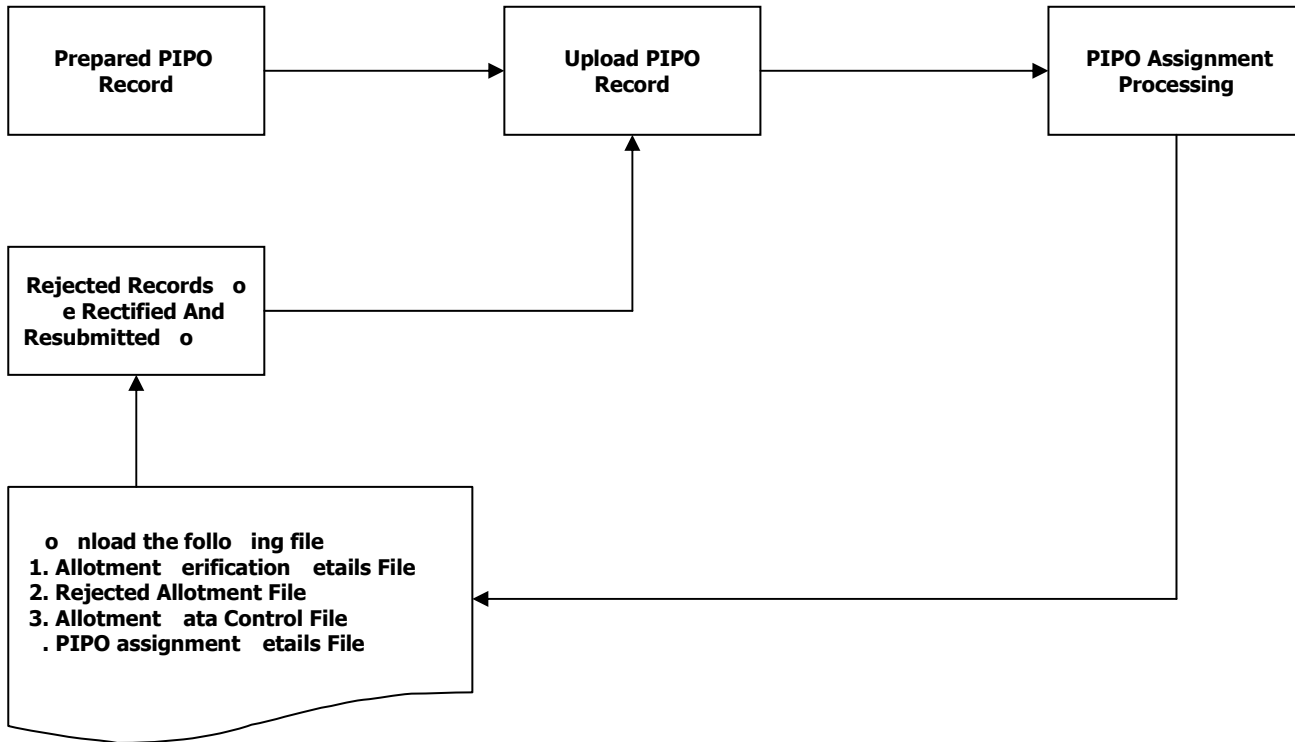 Prepared PIPO
Record
Upload PIPO
Record
PIPO Assignment
Processing
Rejected Records o
e Rectified And
Resubmitted o
o nload the follo ing file
1. Allotment erification etails File
2. Rejected Allotment File
3. Allotment ata Control File
. PIPO assignment etails File